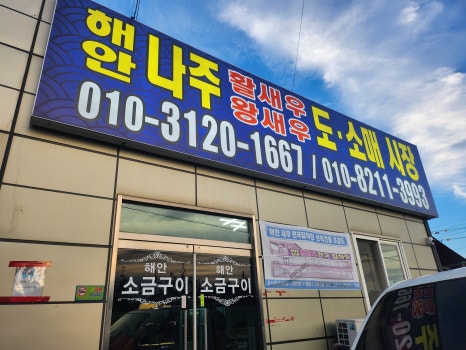 해안 나주 활새우 왕새우 도·소매 시장
010-3120-1667 / 010-8211-3993
해안
소금구이
해안
소금구이